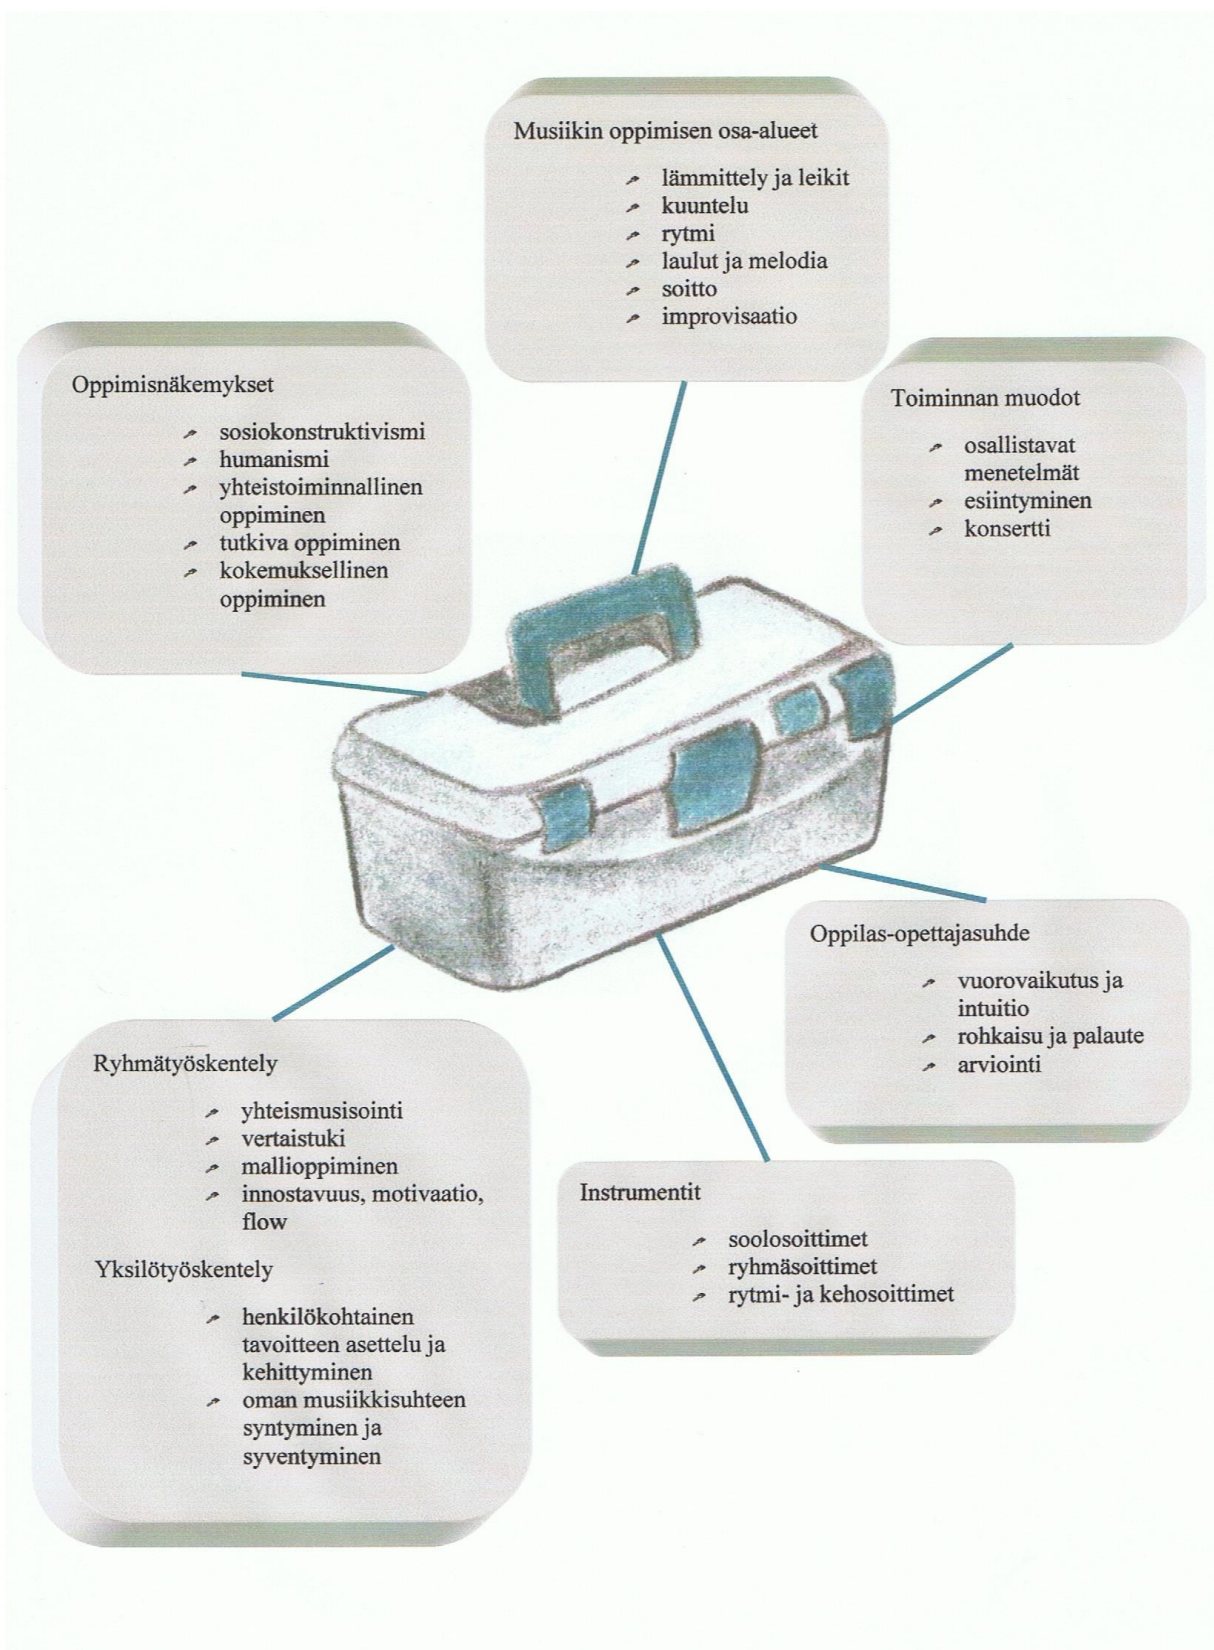 Musiikin oppimisen osa-alueet
lämmittely ja leikit
kuuntelu
rytmi
laulut ja melodia
soitto
improvisaatio
Oppimisnäkemykset
sosiokonstruktivismi
humanismi
yhteistoiminnallinen
oppiminen
tutkiva oppiminen
kokemuksellinen
oppiminen
Toiminnan muodot
osallistavat
menetelmät
esiintyminen
konsertti
Oppilas-opettajasuhde
vuorovaikutus ja
intuitio
rohkaisu ja palaute
arviointi
Ryhmätyöskentely
yhteismusisointi
vertaistuki
mallioppiminen
innostavuus, motivaatio,
flow
Yksilötyöskentely
henkilökohtainen
tavoitteen asettelu ja
kehittyminen
oman musiikkisuhteen
syntyminen ja
syventyminen
Instrumentit
soolosoittimet
ryhmäsoittimet
rytmi- ja kehosoittimet